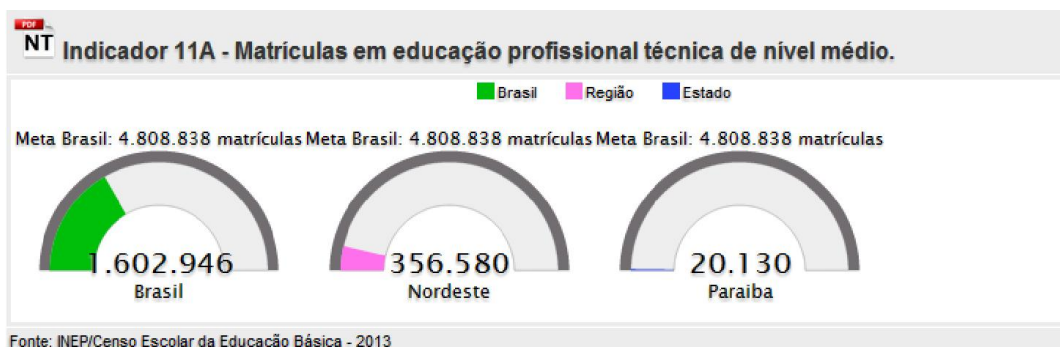 PDF
NT Indicador 11A - Matrículas em educação profissional técnica de nível médio.
Brasil Região Estado
Meta Brasil: 4.808.838 matrículas Meta Brasil: 4.808.838 matrículas Meta Brasil: 4.808.838 matrículas
1.602.946 356.580 20.130
Brasil Nordeste Paraiba
Fonte: INEP/Censo Escolar da Educação Básica - 2013